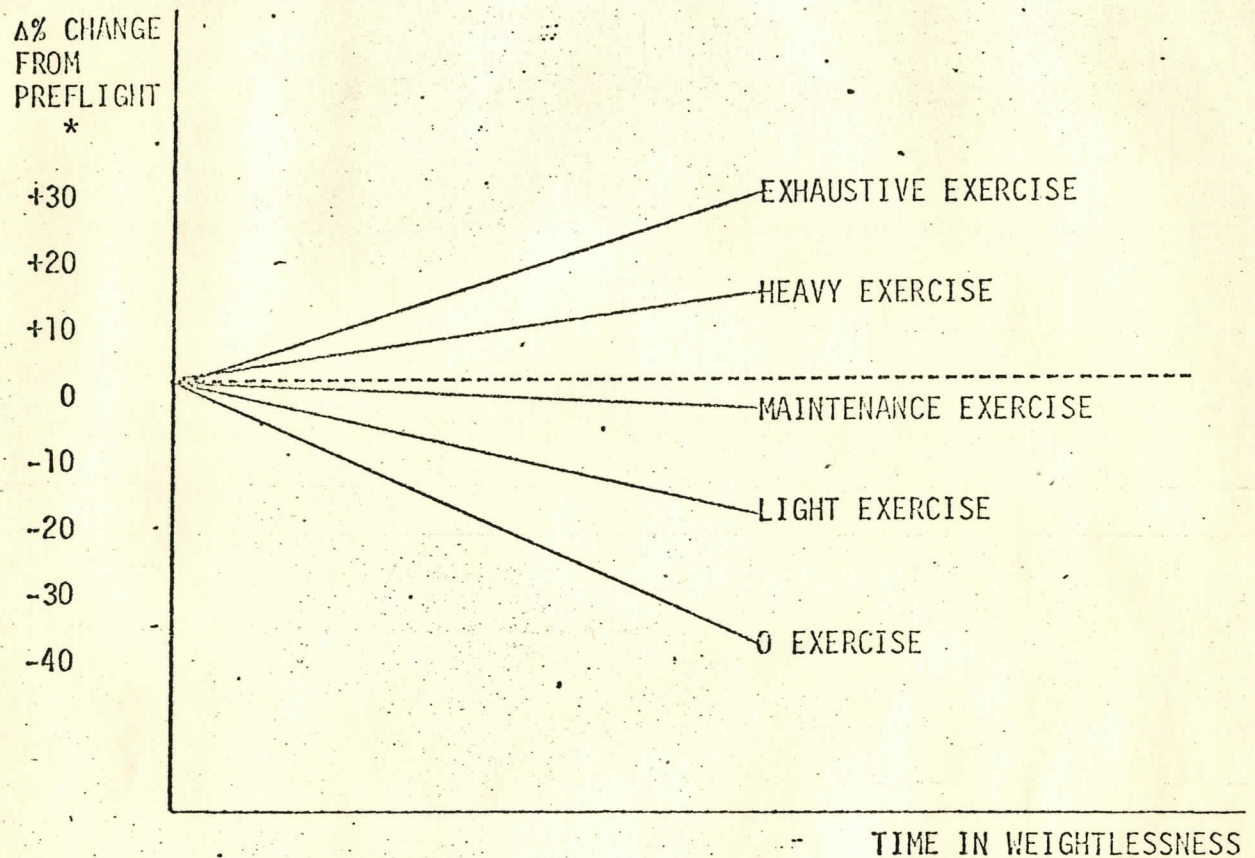 Δ% CHANGE
FROM
PREFLIGHT
*
+30
EXHAUSTIVE EXERCISE
+20
HEAVY EXERCISE
+10
0
MAINTENANCE EXERCISE
-10
LIGHT EXERCISE
-20
-30
0 EXERCISE
-40
TIME IN WEIGHTLESSNESS